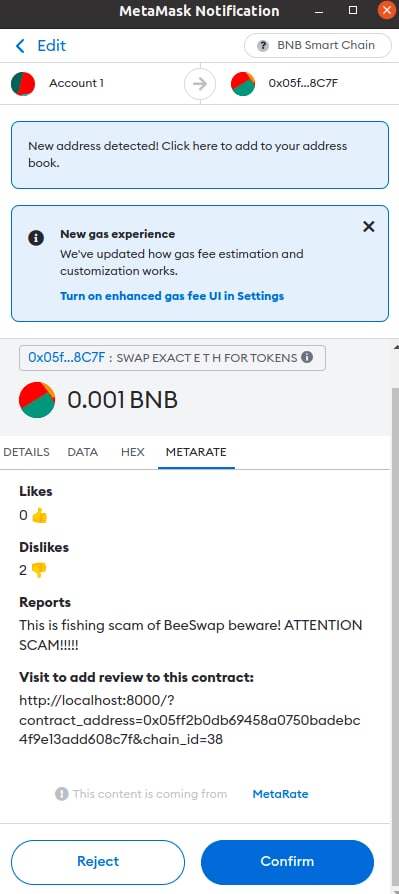 MetaMask Notification
Edit
? BNB Smart Chain
Account 1
0x05f...8C7F
New address detected! Click here to add to your address
book.
New gas experience
We've updated how gas fee estimation and
customization works.
Turn on enhanced gas fee UI in Settings
0x05f...8C7F : SWAP EXACT E T H FOR TOKENS
0.001 BNB
DETAILS DATA HEX METARATE
Likes
0 👍
Dislikes
2 👎
Reports
This is fishing scam of BeeSwap beware! ATTENTION
SCAM!!!!!
Visit to add review to this contract:
http://localhost:8000/?
contract_address=0x05ff2b0db69458a0750badebc
4f9e13add608c7f&chain_id=38
This content is coming from MetaRate
Reject Confirm